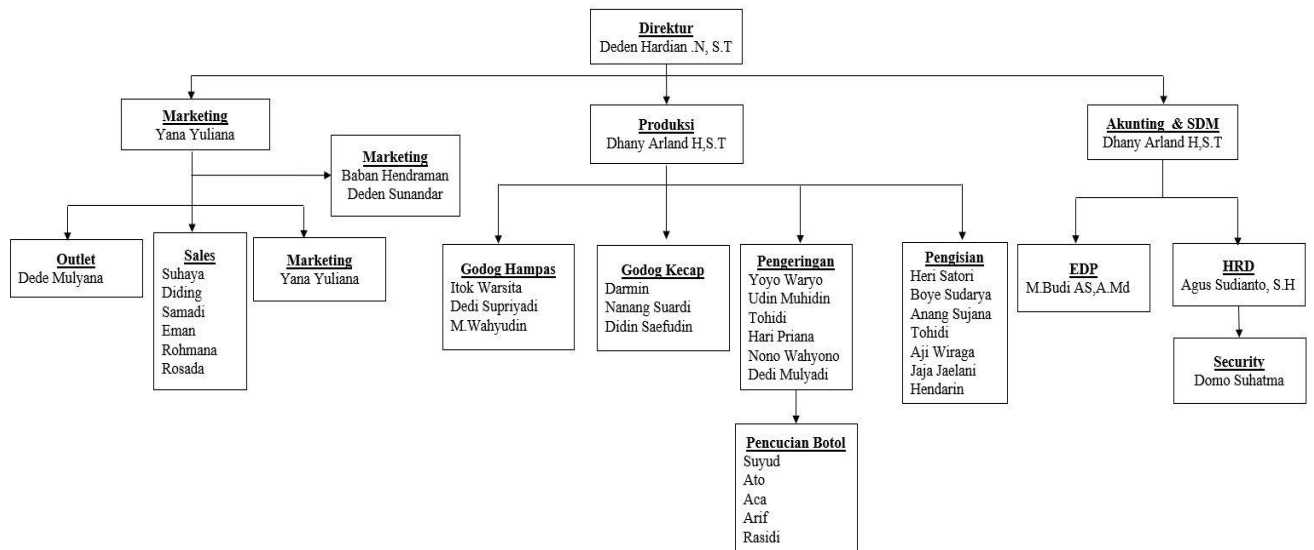 Direktur
Deden Hardian .N, S.T
Marketing
Yana Yuliana
Produksi
Dhany Arland H,S.T
Akunting & SDM
Dhany Arland H,S.T
Marketing
Baban Hendraman
Deden Sunandar
Outlet
Dede Mulyana
Sales
Suhaya
Diding
Samadi
Eman
Rohmana
Rosada
Marketing
Yana Yuliana
Godog Hampas
Itok Warsita
Dedi Supriyadi
M.Wahyudin
Godog Kecap
Darmin
Nanang Suardi
Didin Saefudin
Pengeringan
Yoyo Waryo
Udin Muhidin
Tohidi
Hari Priana
Nono Wahyono
Dedi Mulyadi
Pengisian
Heri Satori
Boye Sudarya
Anang Sujana
Tohidi
Aji Wiraga
Jaja Jaelani
Hendarin
EDP
M.Budi AS,A.Md
HRD
Agus Sudianto, S.H
Security
Domo Suhatma
Pencucian Botol
Suyud
Ato
Aca
Arif
Rasidi